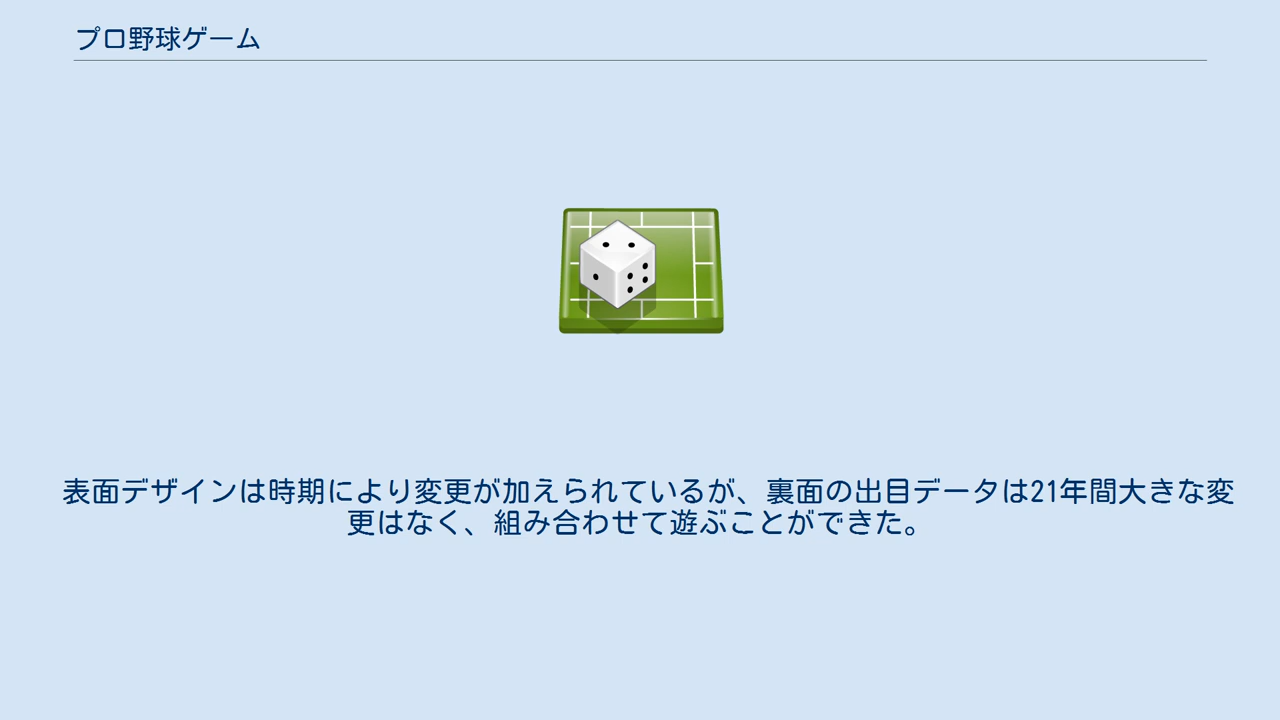 プロ野球ゲーム
表面デザインは時期により変更が加えられているが、裏面の出目データは21年間大きな変
更はなく、組み合わせて遊ぶことができた。